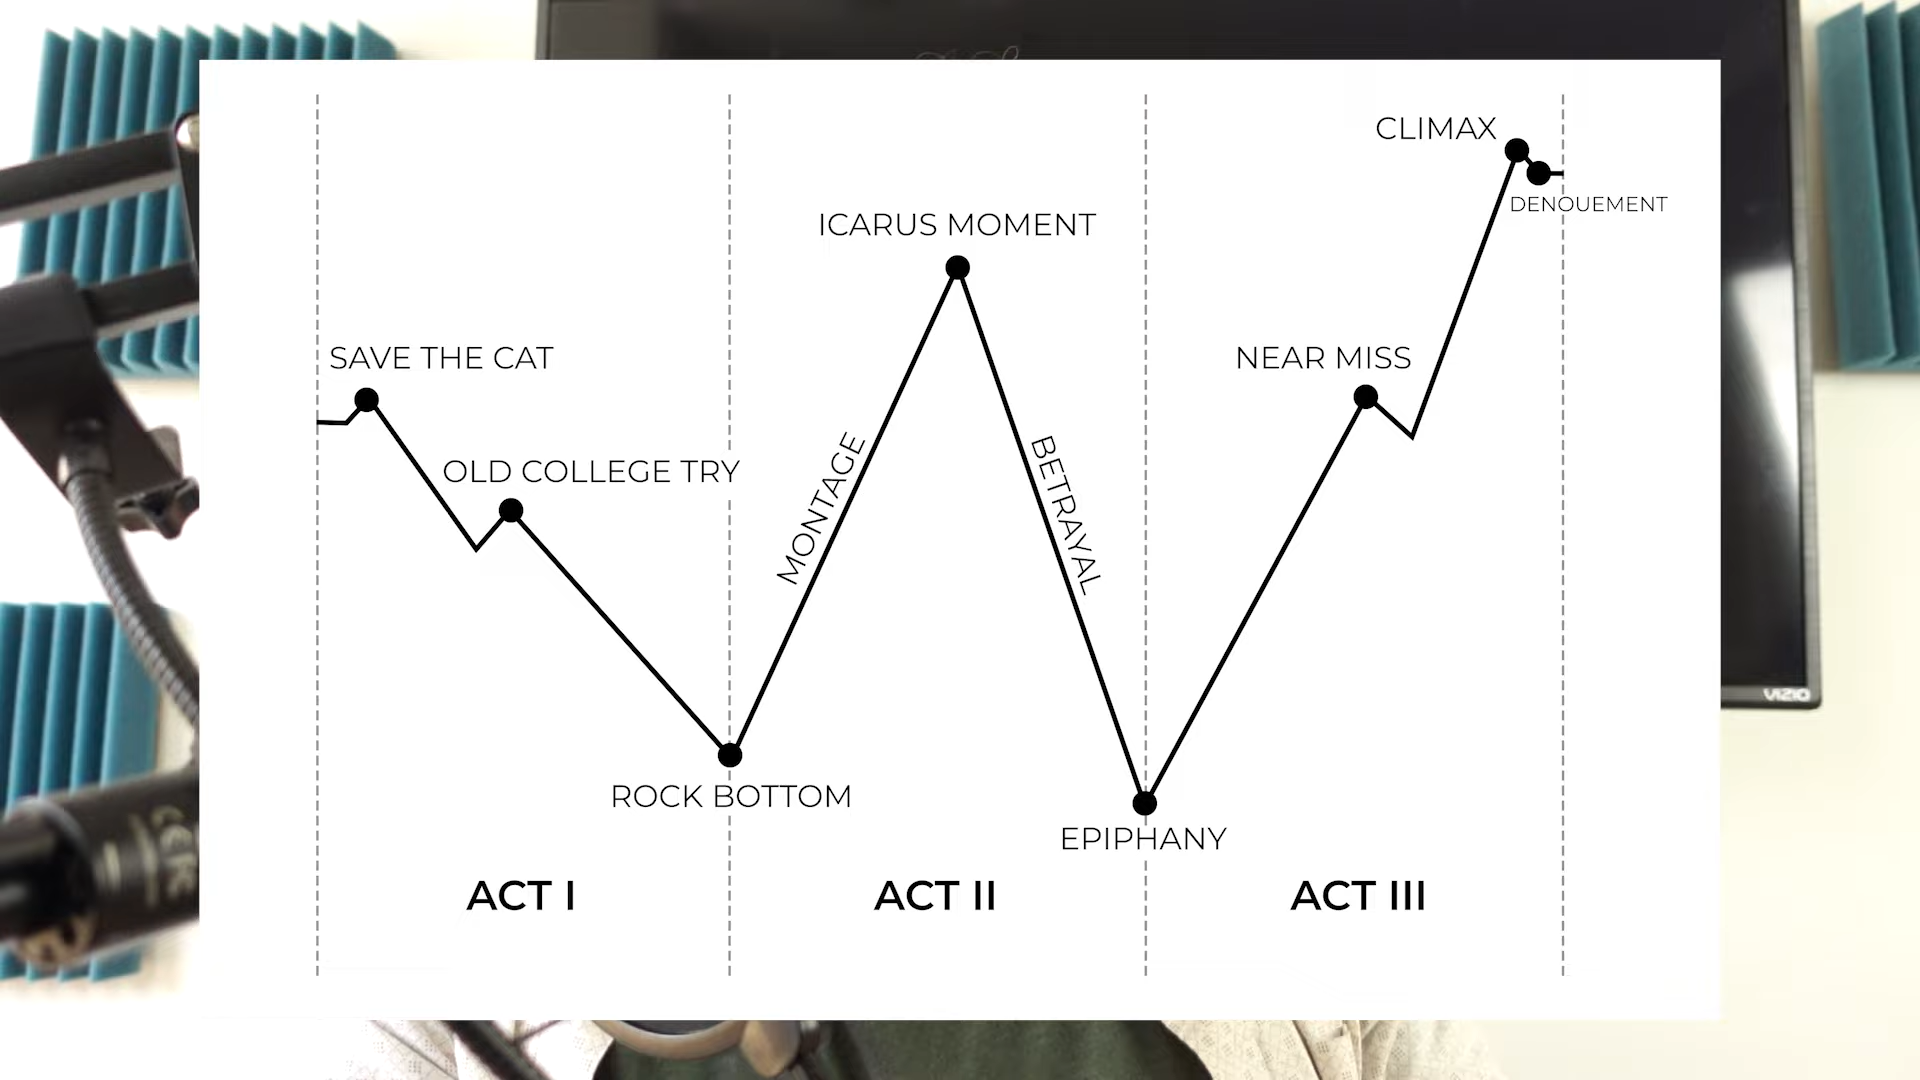 CLIMAX
DENOUEMENT
ICARUS MOMENT
SAVE THE CAT
NEAR MISS
OLD COLLEGE TRY
MONTAGE
BETRAYAL
ROCK BOTTOM
EPIPHANY
ACT I
ACT II
ACT III
VIZIO